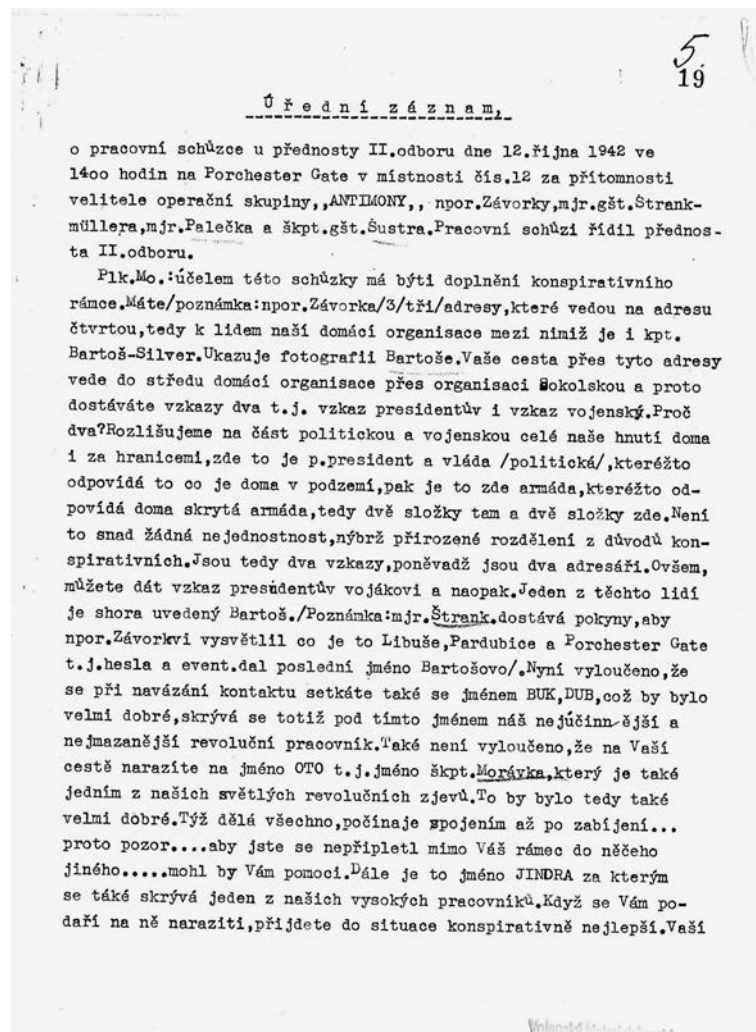 5.
19
Ú ř e d n í  z á z n a m,
o pracovní schůzce u přednosty II.odboru dne 12.října 1942 ve
14oo hodin na Porchester Gate v místnosti čís.12 za přítomnosti
velitele operační skupiny,,ANTIMONY,, npor.Závorky,mjr.gšt.Štrank-
müllera,mjr.Palečka a škpt.gšt.Šustra.Pracovní schůzi řídil přednos-
ta II.odboru.
Plk.Mo.:účelem této schůzky má býti doplnění konspirativního
rámce.Máte/poznámka:npor.Závorka/3/tři/adresy,které vedou na adresu
čtvrtou,tedy k lidem naší domácí organisace mezi nimiž je i kpt.
Bartoš-Silver.Ukazuje fotografii Bartoše.Vaše cesta přes tyto adresy
vede do středu domácí organisace přes organisaci Sokolskou a proto
dostáváte vzkazy dva t.j. vzkaz presidentův i vzkaz vojenský.Proč
dva?Rozlišujeme na část politickou a vojenskou celé naše hnutí doma
i za hranicemi,zde to je p.president a vláda /politická/,kteréžto
odpovídá to co je doma v podzemí,pak je to zde armáda,kteréžto od-
povídá doma skrytá armáda,tedy dvě složky tam a dvě složky zde.Není
to snad žádná nejednostnost,nýbrž přirozené rozdělení z důvodů kon-
spirativních.Jsou tedy dva vzkazy,poněvadž jsou dva adresáři.Ovšem,
můžete dát vzkaz presidentův vojákovi a naopak.Jeden z těchto lidí
je shora uvedený Bartoš./Poznámka:mjr.Štrank.dostává pokyny,aby
npor.Závorkvi vysvětlil co je to Libuše,Pardubice a Porchester Gate
t.j.hesla a event.dal poslední jméno Bartošovo/.Nyní vyloučeno,že
se při navázání kontaktu setkáte také se jménem BUK,DUB,což by bylo
velmi dobré,skrývá se totiž pod tímto jménem náš nejúčinnější a
nejmazanější revoluční pracovník.Také není vyloučeno,že na Vaší
cestě narazíte na jméno OTO t.j.jméno škpt.Morávka,který je také
jedním z našich světlých revolučních zjevů.To by bylo tedy také
velmi dobré.Týž dělá všechno,počínaje spojením až po zabíjení...
proto pozor....aby jste se nepřipletl mimo Váš rámec do něčeho
jiného.....mohl by Vám pomoci.Dále je to jméno JINDRA za kterým
se táké skrývá jeden z našich vysokých pracovníků.Když se Vám po-
daří na ně naraziti,přijdete do situace konspirativně nejlepší.Vaší